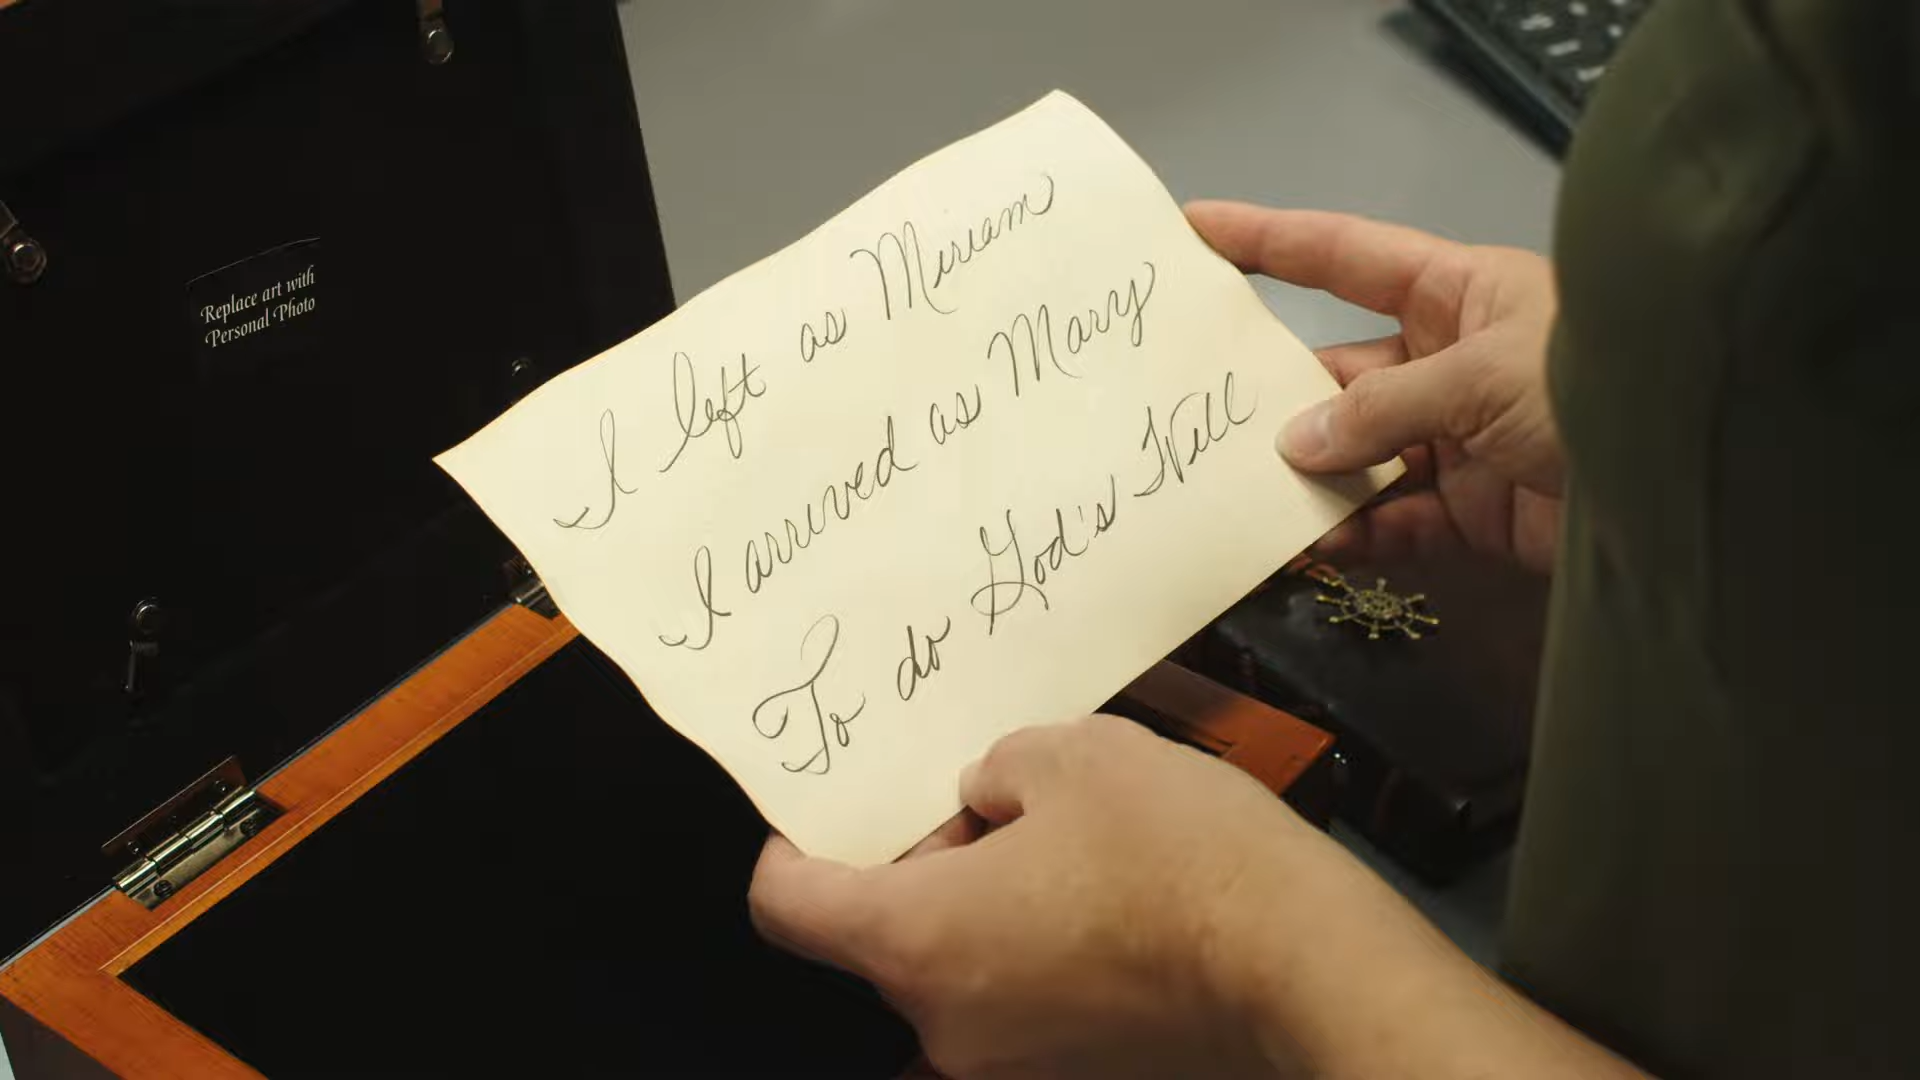 Replace art with
Personal Photo
I left as Miriam
I arrived as Mary
To do God's Will